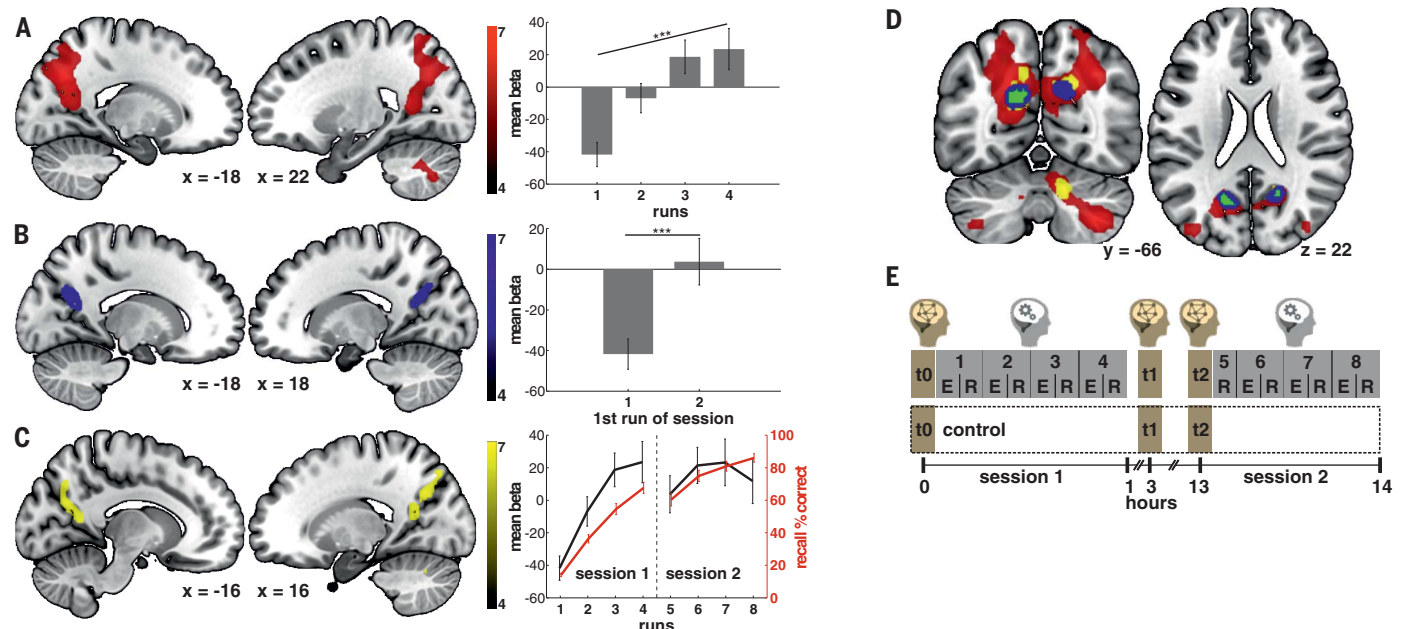 A
x = -18 x = 22
7
4
mean beta
40
20
0
-20
-40
-60
***
1 2 3 4
runs
B
x = -18 x = 18
7
4
mean beta
20
0
-20
-40
-60
***
1 2
1st run of session
C
x = -16 x = 16
7
4
mean beta
40
20
0
-20
-40
-60
session 1 session 2
100
80
60
40
20
0
recall % correct
1 2 3 4 5 6 7 8
runs
D
y = -66 z = 22
E
t0 1 2 3 4 t1 t2 5 6 7 8
E R E R E R E R R E R E R E R
t0 control t1 t2
session 1 session 2
0 1 3 13 14
hours